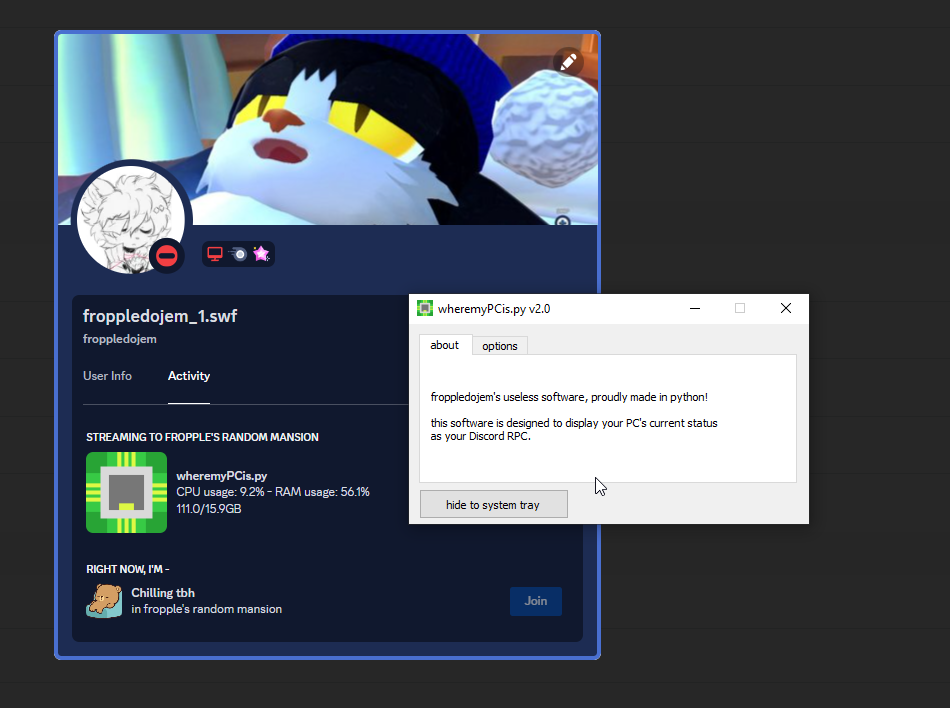 froppledojem_1.swf
froppledojem
User Info
Activity
STREAMING TO FROPPLE'S RANDOM MANSION
wheremyPCis.py
CPU usage: 9.2% - RAM usage: 56.1%
111.0/15.9GB
RIGHT NOW, I'M -
Chilling tbh
in fropple's random mansion
Join
wheremyPCis.py v2.0
about
options
froppledojem's useless software, proudly made in python!
this software is designed to display your PC's current status
as your Discord RPC.
hide to system tray